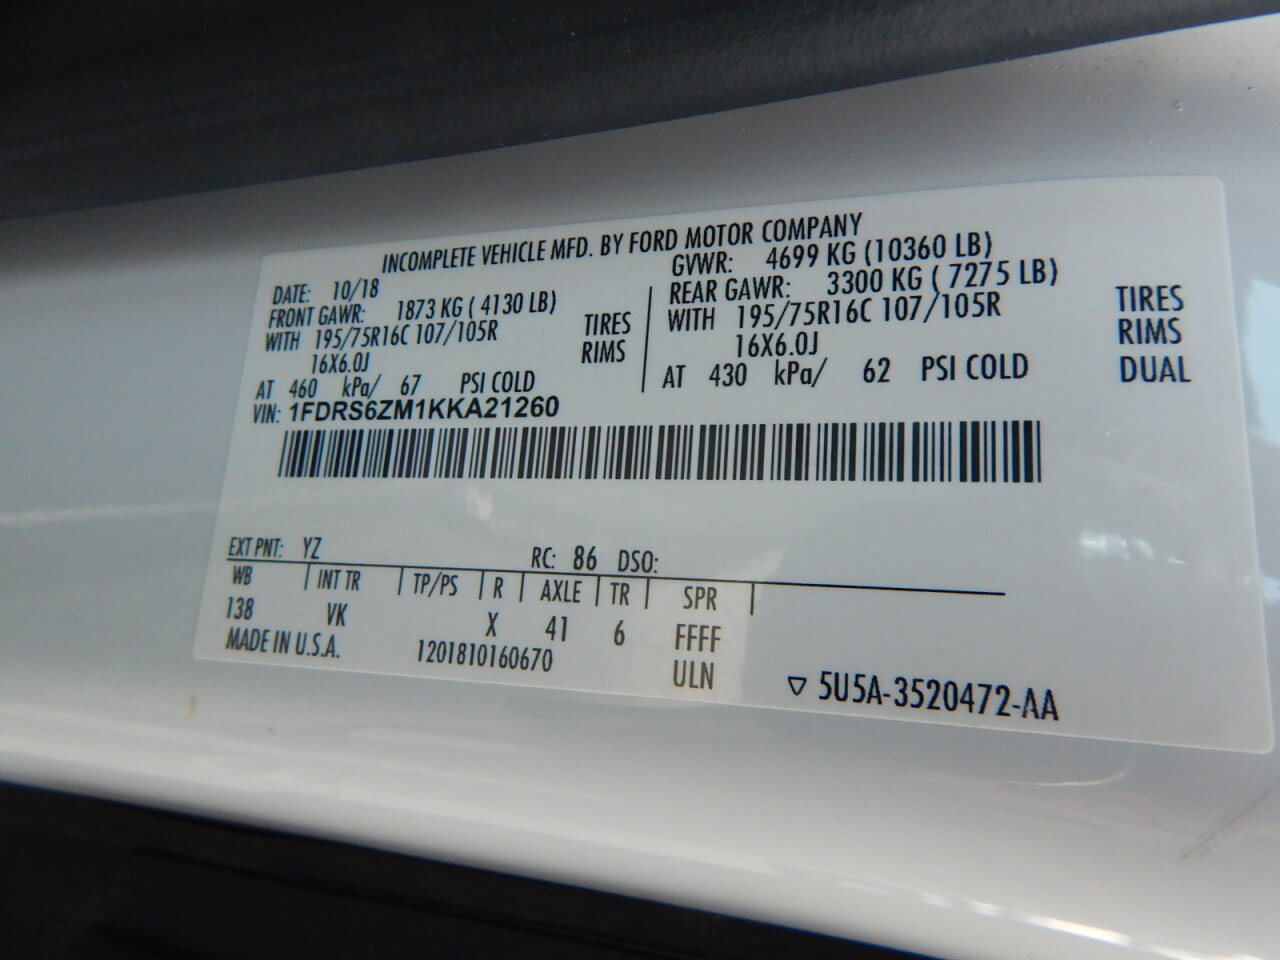 INCOMPLETE VEHICLE MFD. BY FORD MOTOR COMPANY
DATE: 10/18 GVWR: 4699 KG (10360 LB)
FRONT GAWR: 1873 KG ( 4130 LB) REAR GAWR: 3300 KG ( 7275 LB)
WITH 195/75R16C 107/105R TIRES WITH 195/75R16C 107/105R TIRES
16X6.0J RIMS 16X6.0J RIMS
AT 460 kPa/ 67 PSI COLD AT 430 kPa/ 62 PSI COLD DUAL
VIN: 1FDRS6ZM1KKA21260
EXT PNT: YZ RC: 86 DSO:
WB INT TR TP/PS R AXLE TR SPR
138 VK X 41 6 FFFF
MADE IN U.S.A. 1201810160670 ULN
▽ 5U5A-3520472-AA